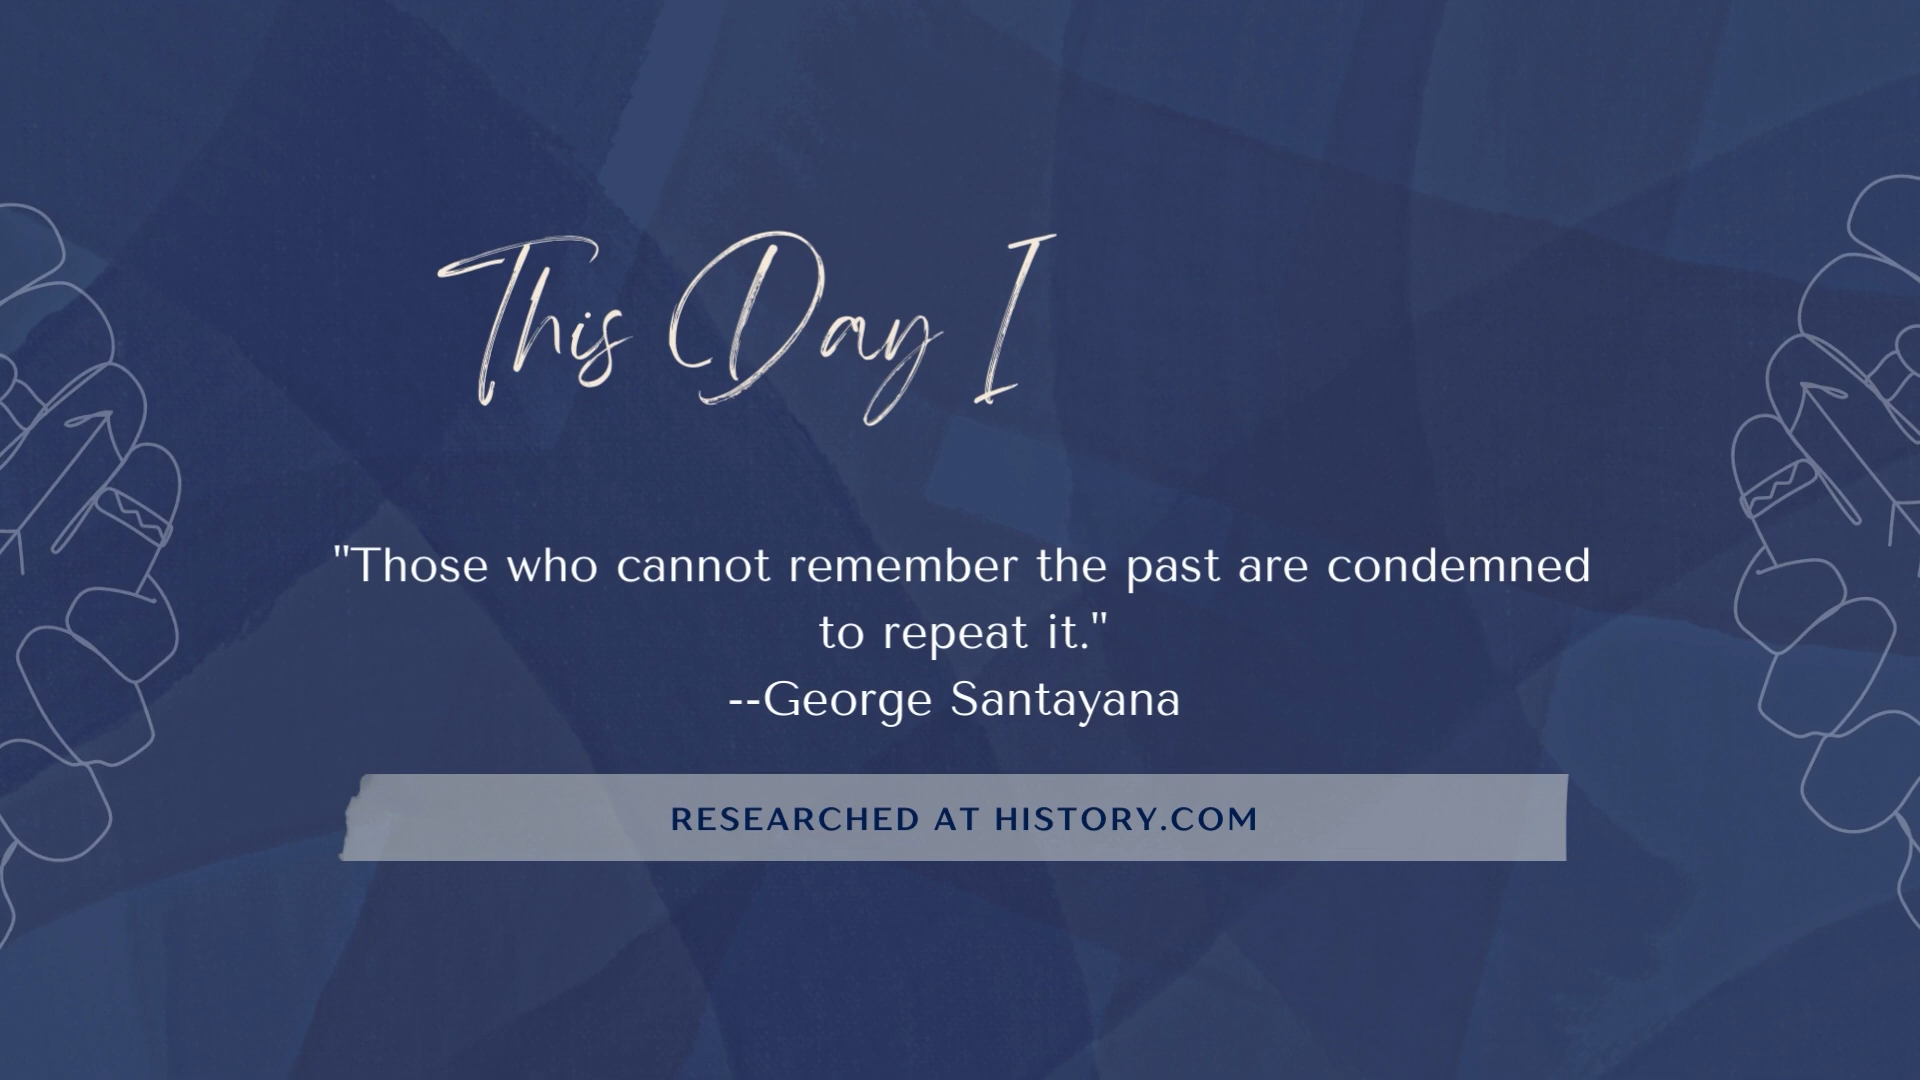 This Day I
"Those who cannot remember the past are condemned
to repeat it."
--George Santayana
RESEARCHED AT HISTORY.COM